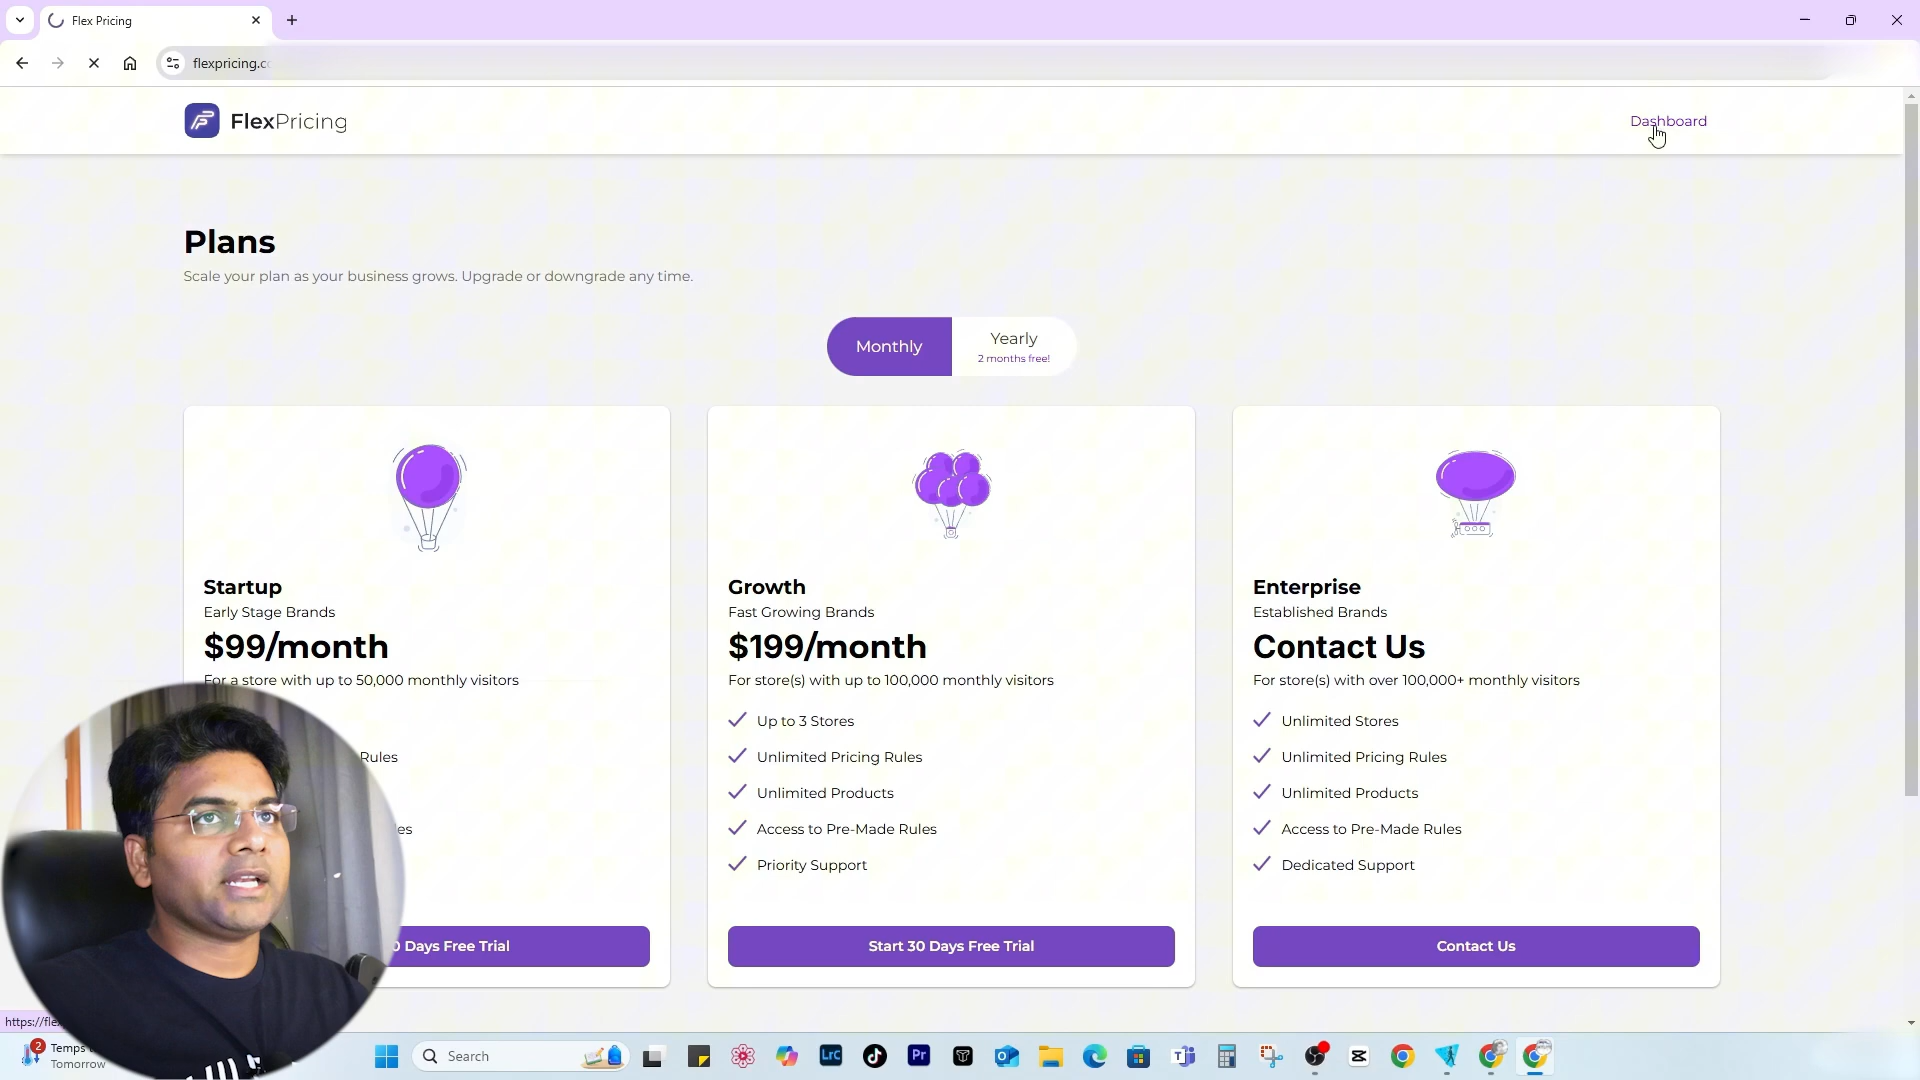 Flex Pricing
flexpricing.c
FlexPricing
Dashboard
Plans
Scale your plan as your business grows. Upgrade or downgrade any time.
Monthly
Yearly
2 months free!
Startup
Early Stage Brands
$99/month
For a store with up to 50,000 monthly visitors
Rules
0 Days Free Trial
Growth
Fast Growing Brands
$199/month
For store(s) with up to 100,000 monthly visitors
Up to 3 Stores
Unlimited Pricing Rules
Unlimited Products
Access to Pre-Made Rules
Priority Support
Start 30 Days Free Trial
Enterprise
Established Brands
Contact Us
For store(s) with over 100,000+ monthly visitors
Unlimited Stores
Unlimited Pricing Rules
Unlimited Products
Access to Pre-Made Rules
Dedicated Support
Contact Us
https://fle
2
Temps
Tomorrow
Search
LrC
Pr